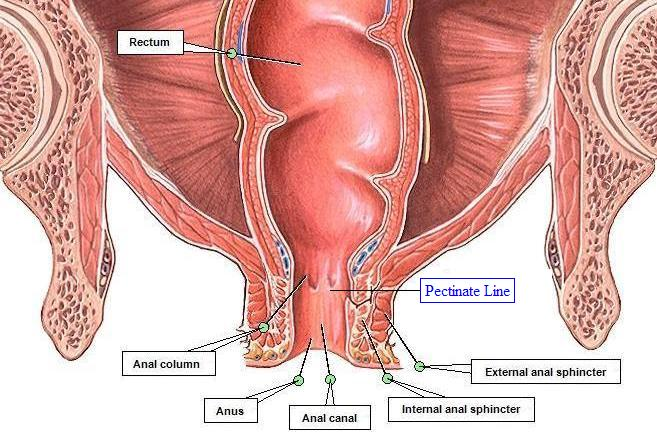 Rectum
Pectinate Line
Anal column
External anal sphincter
Anus
Anal canal
Internal anal sphincter